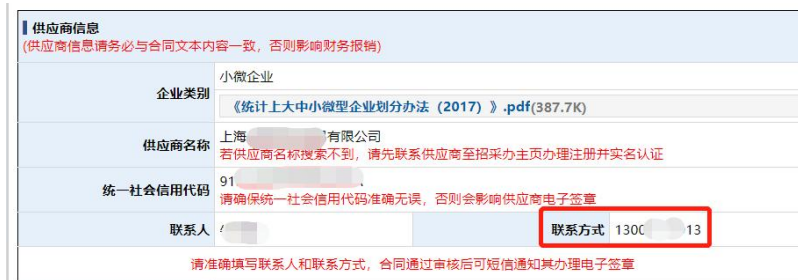 供应商信息
(供应商信息请务必与合同文本内容一致，否则影响财务报销)
企业类别
小微企业
《统计上大中小微型企业划分办法（2017）》.pdf(387.7K)
供应商名称
上海 有限公司
若供应商名称搜索不到，请先联系供应商至招采办主页办理注册并实名认证
统一社会信用代码
91
请确保统一社会信用代码准确无误，否则会影响供应商电子签章
联系人
联系方式 1300 13
请准确填写联系人和联系方式，合同通过审核后可短信通知其办理电子签章